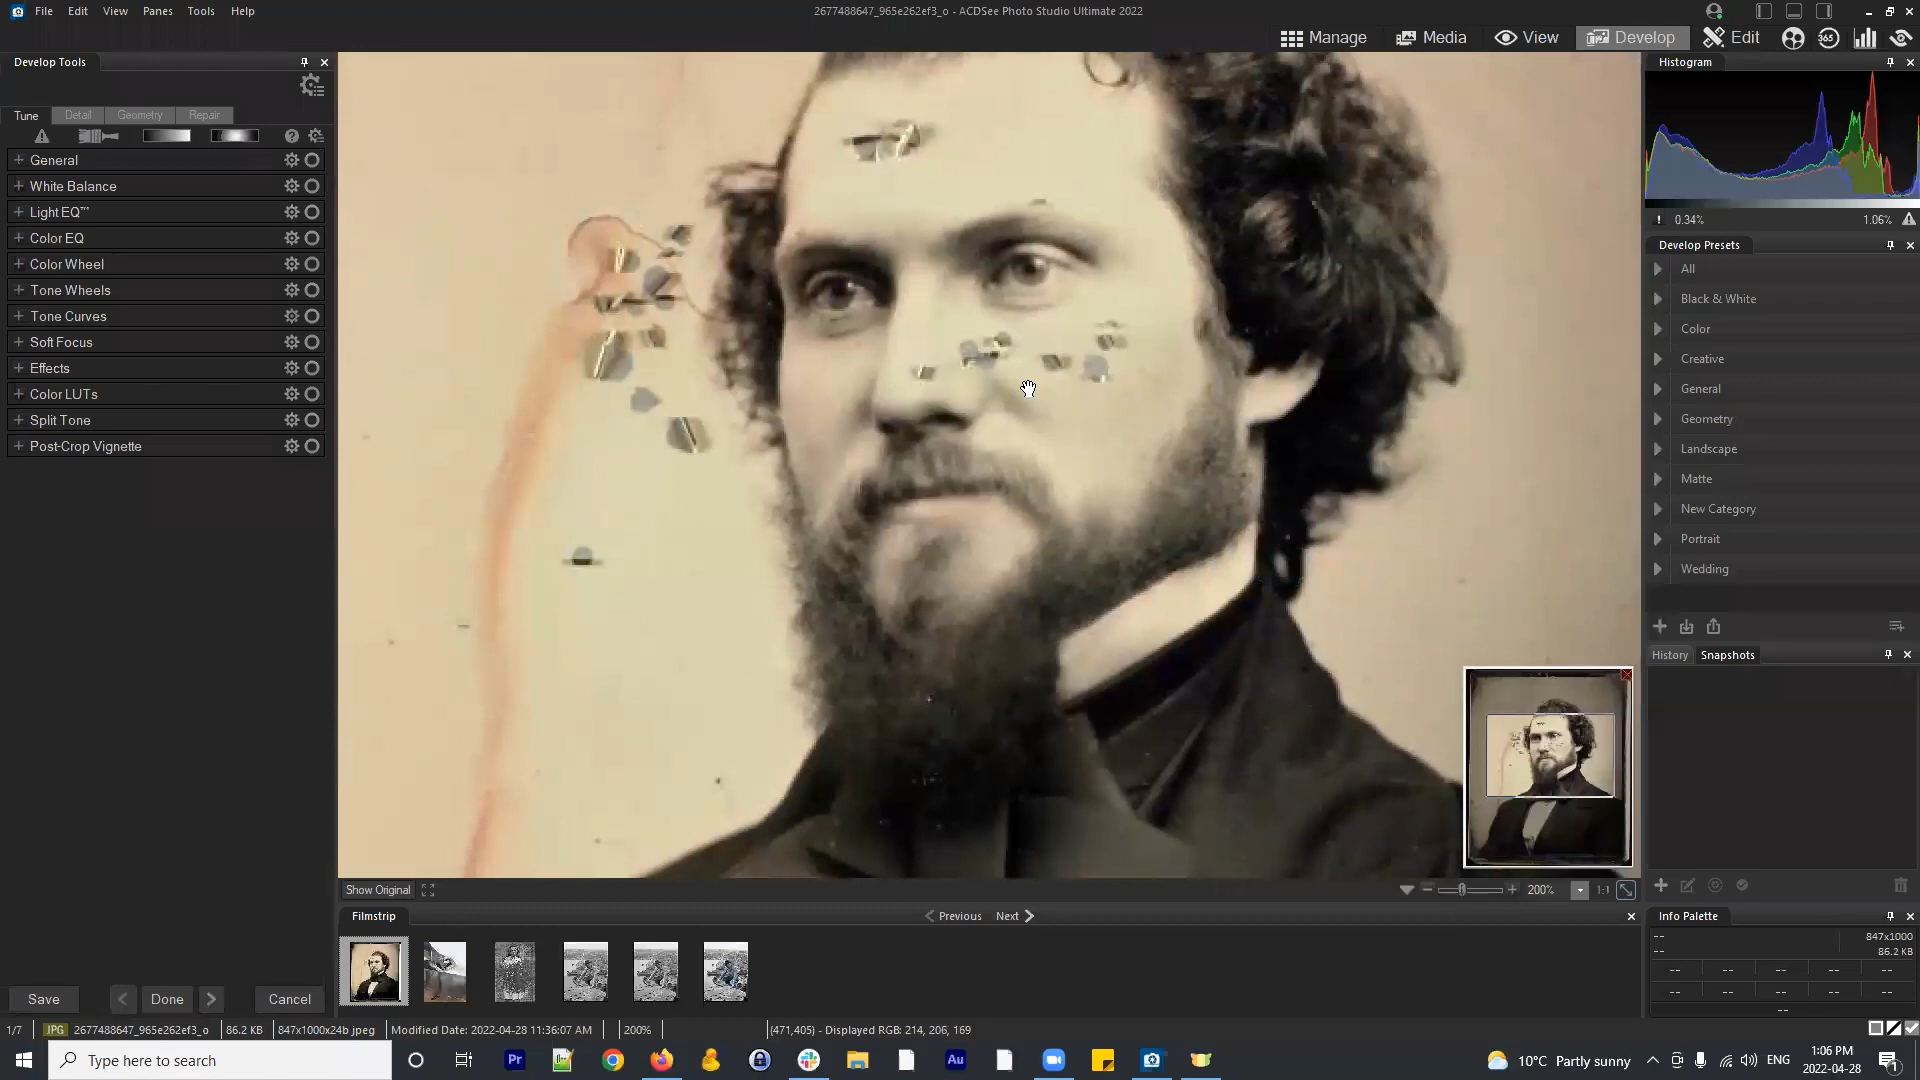 File Edit View Panes Tools Help
2677488647_965e262ef3_o - ACDSee Photo Studio Ultimate 2022
Manage Media View Develop Edit 365
Develop Tools
Tune Detail Geometry Repair
General
White Balance
Light EQ™
Color EQ
Color Wheel
Tone Wheels
Tone Curves
Soft Focus
Effects
Color LUTs
Split Tone
Post-Crop Vignette
Save Done Cancel
Show Original
200% 1:1
Filmstrip Previous Next
Histogram
0.34% 1.06%
Develop Presets
All
Black & White
Color
Creative
General
Geometry
Landscape
Matte
New Category
Portrait
Wedding
History Snapshots
Info Palette
-- 847x1000
-- 86.2 KB
-- -- -- -- --
-- -- -- -- --
--
1/7 JPG 2677488647_965e262ef3_o 86.2 KB 847x1000x24b jpeg Modified Date: 2022-04-28 11:36:07 AM 200% (471,405) - Displayed RGB: 214, 206, 169
Type here to search
Pr Au
10°C Partly sunny ENG
1:06 PM
2022-04-28
1